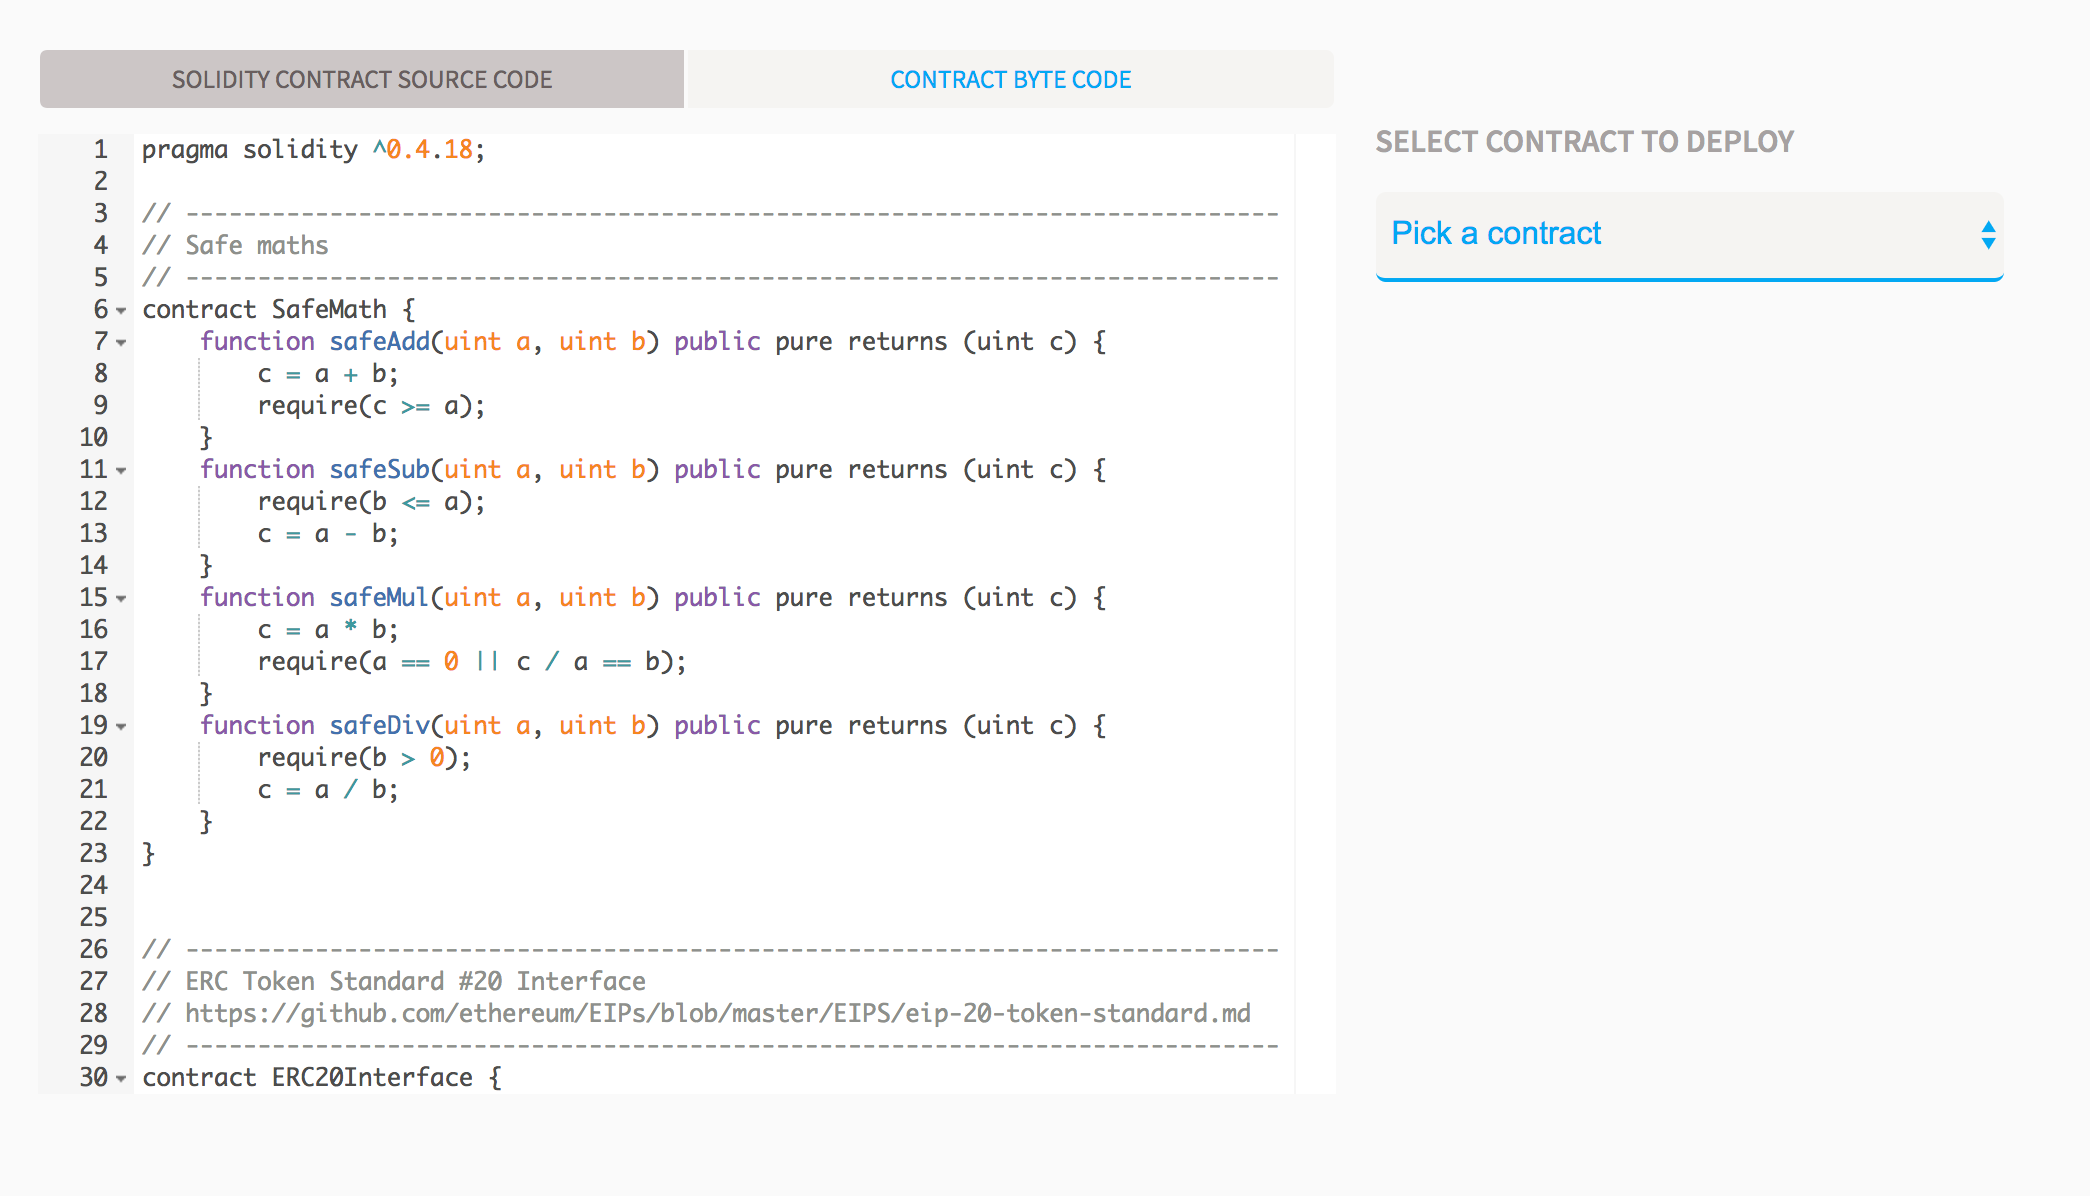 SOLIDITY CONTRACT SOURCE CODE
CONTRACT BYTE CODE
1 pragma solidity ^0.4.18;
2
3 // ----------------------------------------------------------------------------
4 // Safe maths
5 // ----------------------------------------------------------------------------
6 contract SafeMath {
7     function safeAdd(uint a, uint b) public pure returns (uint c) {
8         c = a + b;
9         require(c >= a);
10     }
11     function safeSub(uint a, uint b) public pure returns (uint c) {
12         require(b <= a);
13         c = a - b;
14     }
15     function safeMul(uint a, uint b) public pure returns (uint c) {
16         c = a * b;
17         require(a == 0 || c / a == b);
18     }
19     function safeDiv(uint a, uint b) public pure returns (uint c) {
20         require(b > 0);
21         c = a / b;
22     }
23 }
24
25
26 // ----------------------------------------------------------------------------
27 // ERC Token Standard #20 Interface
28 // https://github.com/ethereum/EIPs/blob/master/EIPS/eip-20-token-standard.md
29 // ----------------------------------------------------------------------------
30 contract ERC20Interface {
SELECT CONTRACT TO DEPLOY
Pick a contract